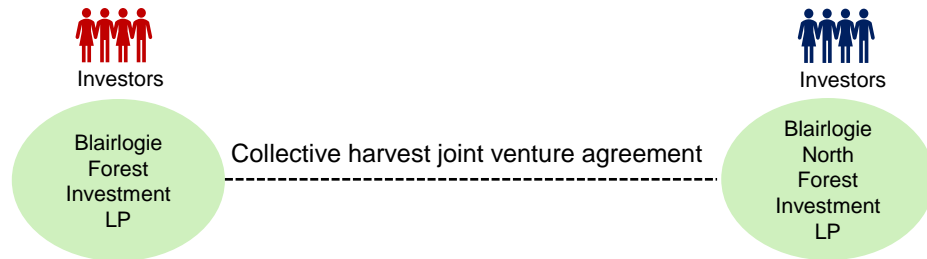 Investors
Investors
Blairlogie
Forest
Investment
LP
Collective harvest joint venture agreement
Blairlogie
North
Forest
Investment
LP